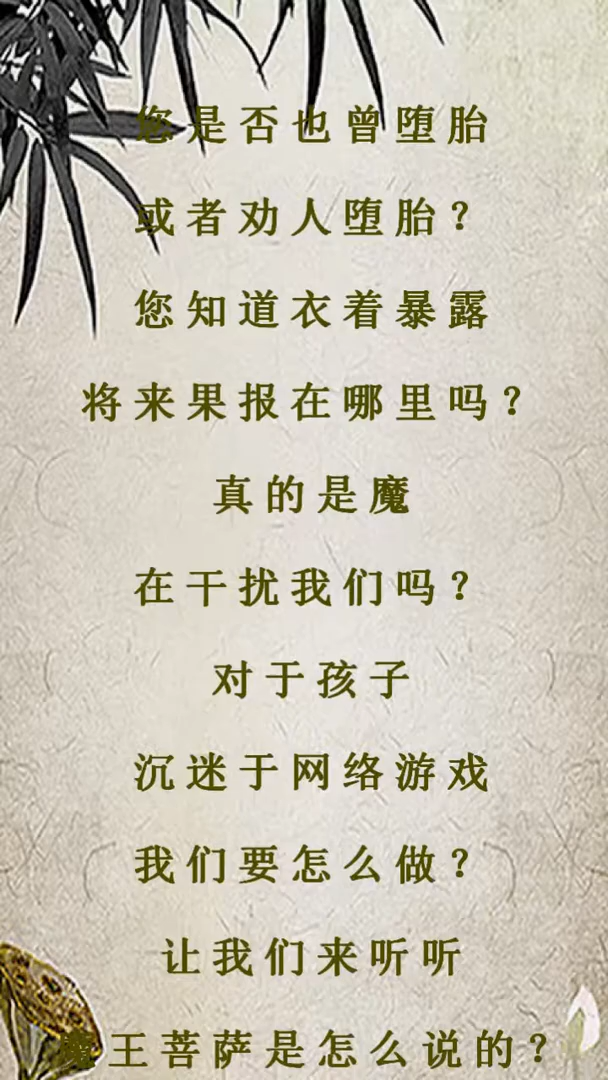 您是否也曾堕胎
或者劝人堕胎？
您知道衣着暴露
将来果报在哪里吗？
真的是魔
在干扰我们吗？
对于孩子
沉迷于网络游戏
我们要怎么做？
让我们来听听
魔王菩萨是怎么说的？